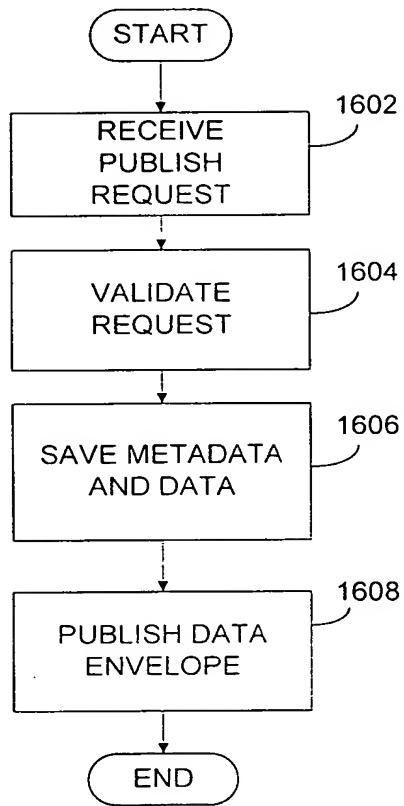 START
1602
RECEIVE
PUBLISH
REQUEST
1604
VALIDATE
REQUEST
1606
SAVE METADATA
AND DATA
1608
PUBLISH DATA
ENVELOPE
END